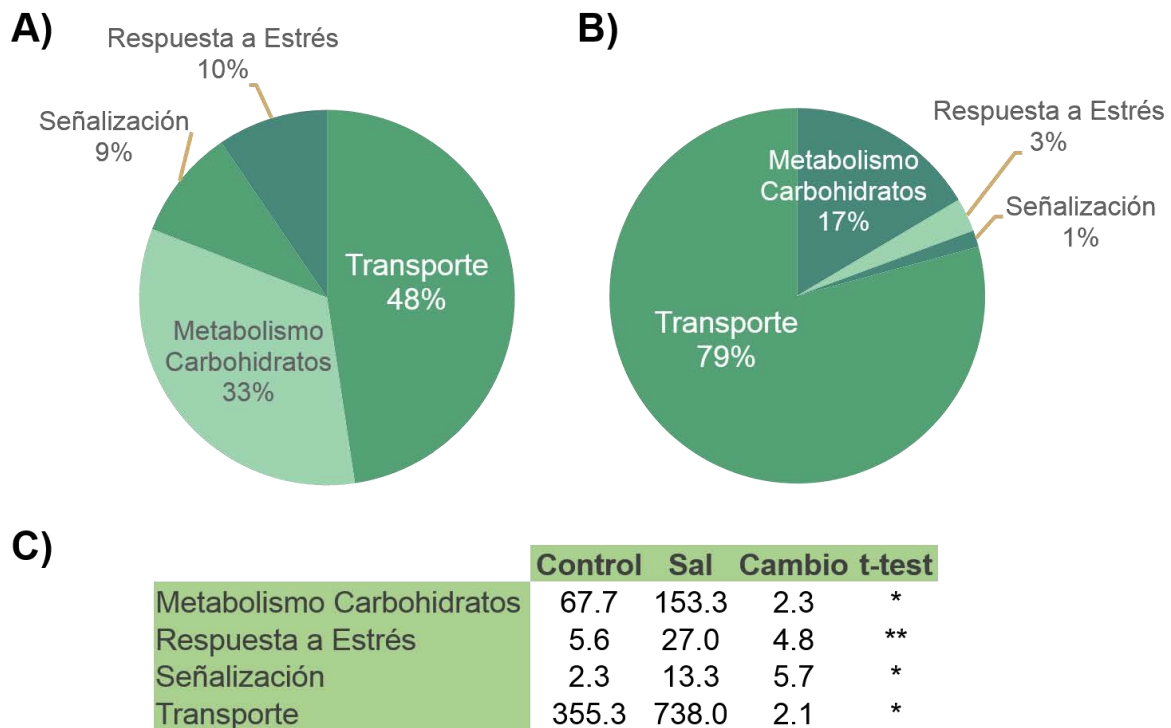 A)
Respuesta a Estrés
10%
Señalización
9%
Transporte
48%
Metabolismo
Carbohidratos
33%
B)
Respuesta a Estrés
3%
Metabolismo
Carbohidratos
17%
Señalización
1%
Transporte
79%
C)
Control Sal Cambio t-test
Metabolismo Carbohidratos 67.7 153.3 2.3 *
Respuesta a Estrés 5.6 27.0 4.8 **
Señalización 2.3 13.3 5.7 *
Transporte 355.3 738.0 2.1 *